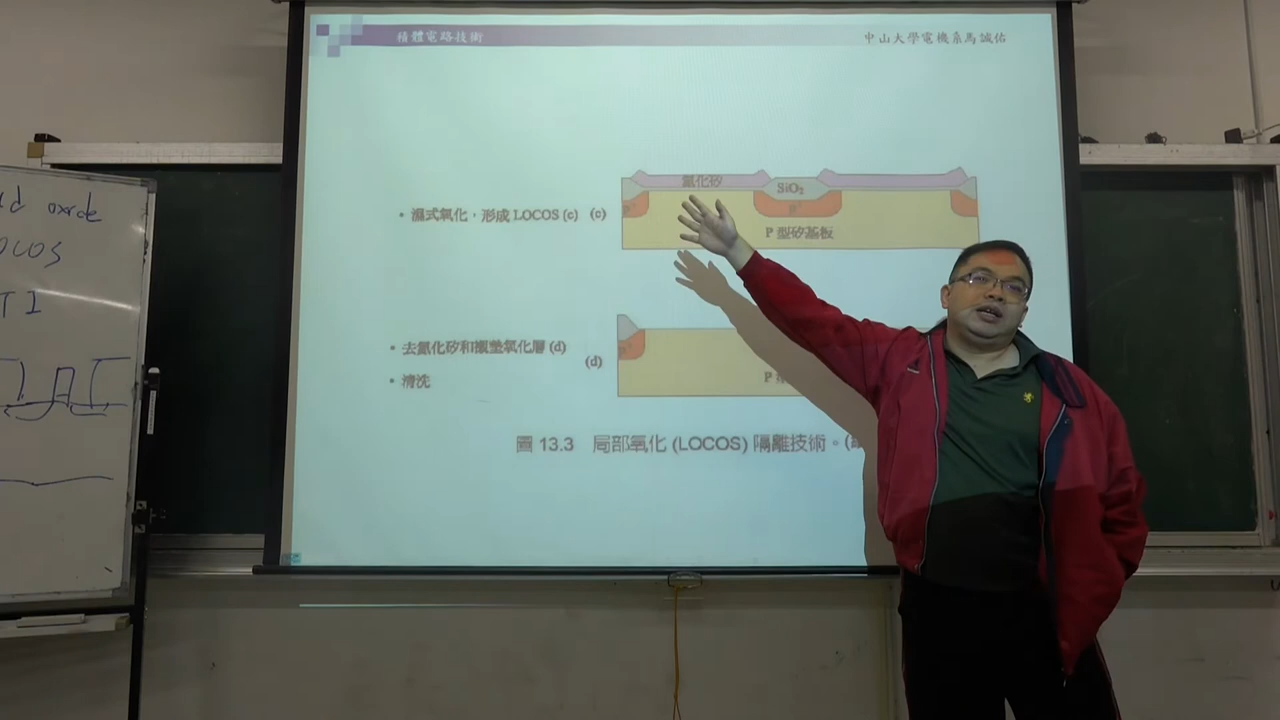 積體電路技術
中山大學電機系馬誠佑
oxide
LOCOS
T I
氮化矽
SiO₂
• 濕式氧化，形成 LOCOS (c)
(c)
P⁺
P 型矽基板
• 去氮化矽和襯墊氧化層 (d)
(d)
P⁺
• 清洗
P
圖 13.3 局部氧化 (LOCOS) 隔離技術。